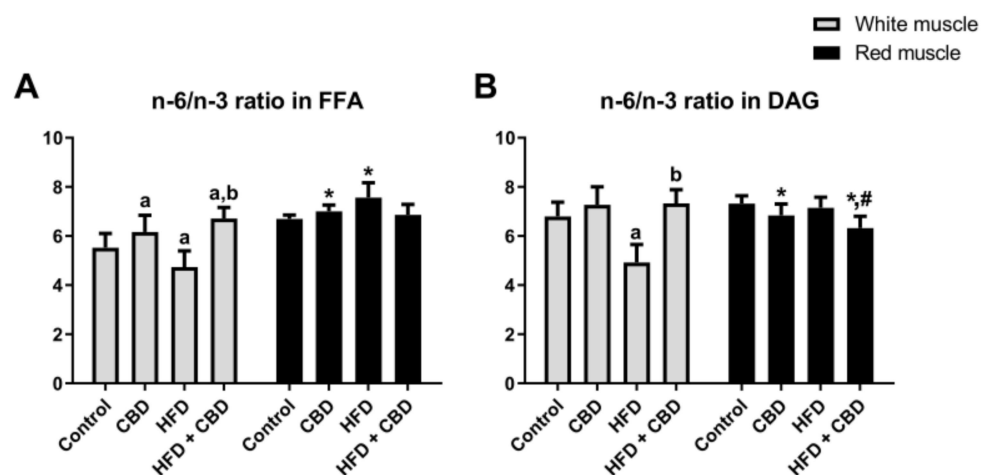 White muscle
Red muscle
A
n-6/n-3 ratio in FFA
10
8
6
4
2
0
a
a
a,b
*
*
Control
CBD
HFD
HFD + CBD
Control
CBD
HFD
HFD + CBD
B
n-6/n-3 ratio in DAG
10
8
6
4
2
0
a
b
*
*,#
Control
CBD
HFD
HFD + CBD
Control
CBD
HFD
HFD + CBD